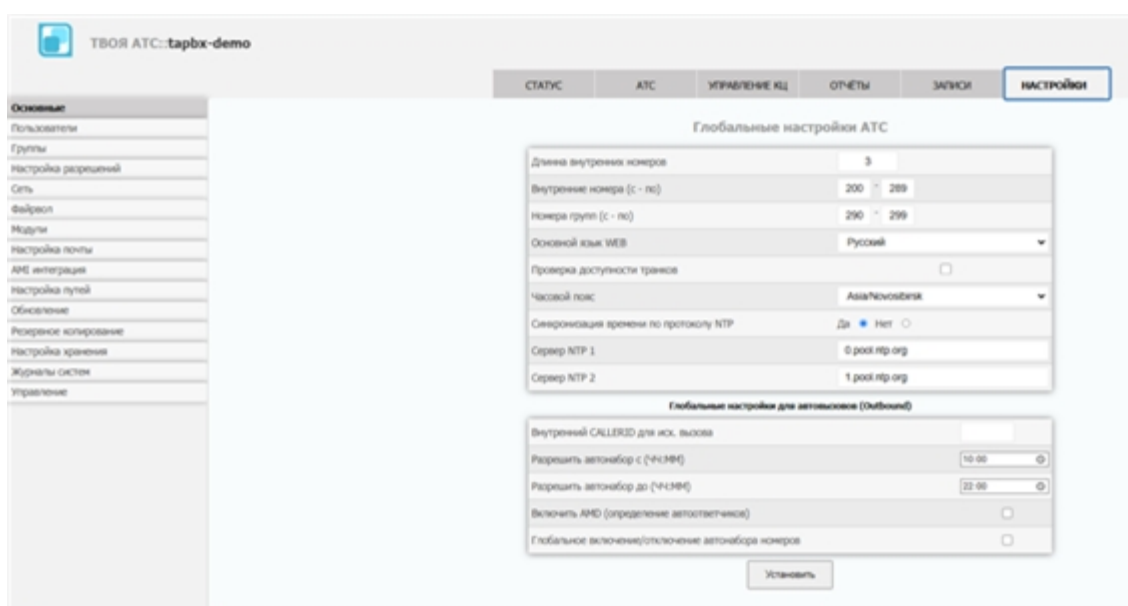 ТВОЯ АТС::tapbx-demo
СТАТУС АТС УПРАВЛЕНИЕ КЦ ОТЧЁТЫ ЗАПИСИ НАСТРОЙКИ
Основные
Пользователи
Группы
Настройка разрешений
Сеть
Файрвол
Модули
Настройка почты
AMI интеграция
Настройка путей
Обновление
Резервное копирование
Настройка хранения
Журналы систем
Управление
Глобальные настройки АТС
Длинна внутренних номеров 3
Внутренние номера (с - по) 200 - 289
Номера групп (с - по) 290 - 299
Основной язык WEB Русский
Проверка доступности транков
Часовой пояс Asia/Novosibirsk
Синхронизация времени по протоколу NTP Да Нет
Сервер NTP 1 0.pool.ntp.org
Сервер NTP 2 1.pool.ntp.org
Глобальные настройки для автовызовов (Outbound)
Внутренний CALLERID для исх. вызова
Разрешить автонабор с (ЧЧ:ММ) 10:00
Разрешить автонабор до (ЧЧ:ММ) 22:00
Включить AMD (определение автоответчиков)
Глобальное включение/отключение автонабора номеров
Установить